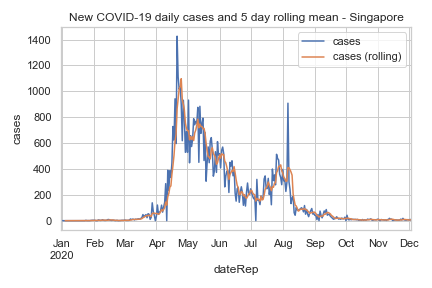 New COVID-19 daily cases and 5 day rolling mean - Singapore
cases
cases (rolling)
1400
1200
1000
800
600
400
200
0
cases
Jan Feb Mar Apr May Jun Jul Aug Sep Oct Nov Dec
2020
dateRep